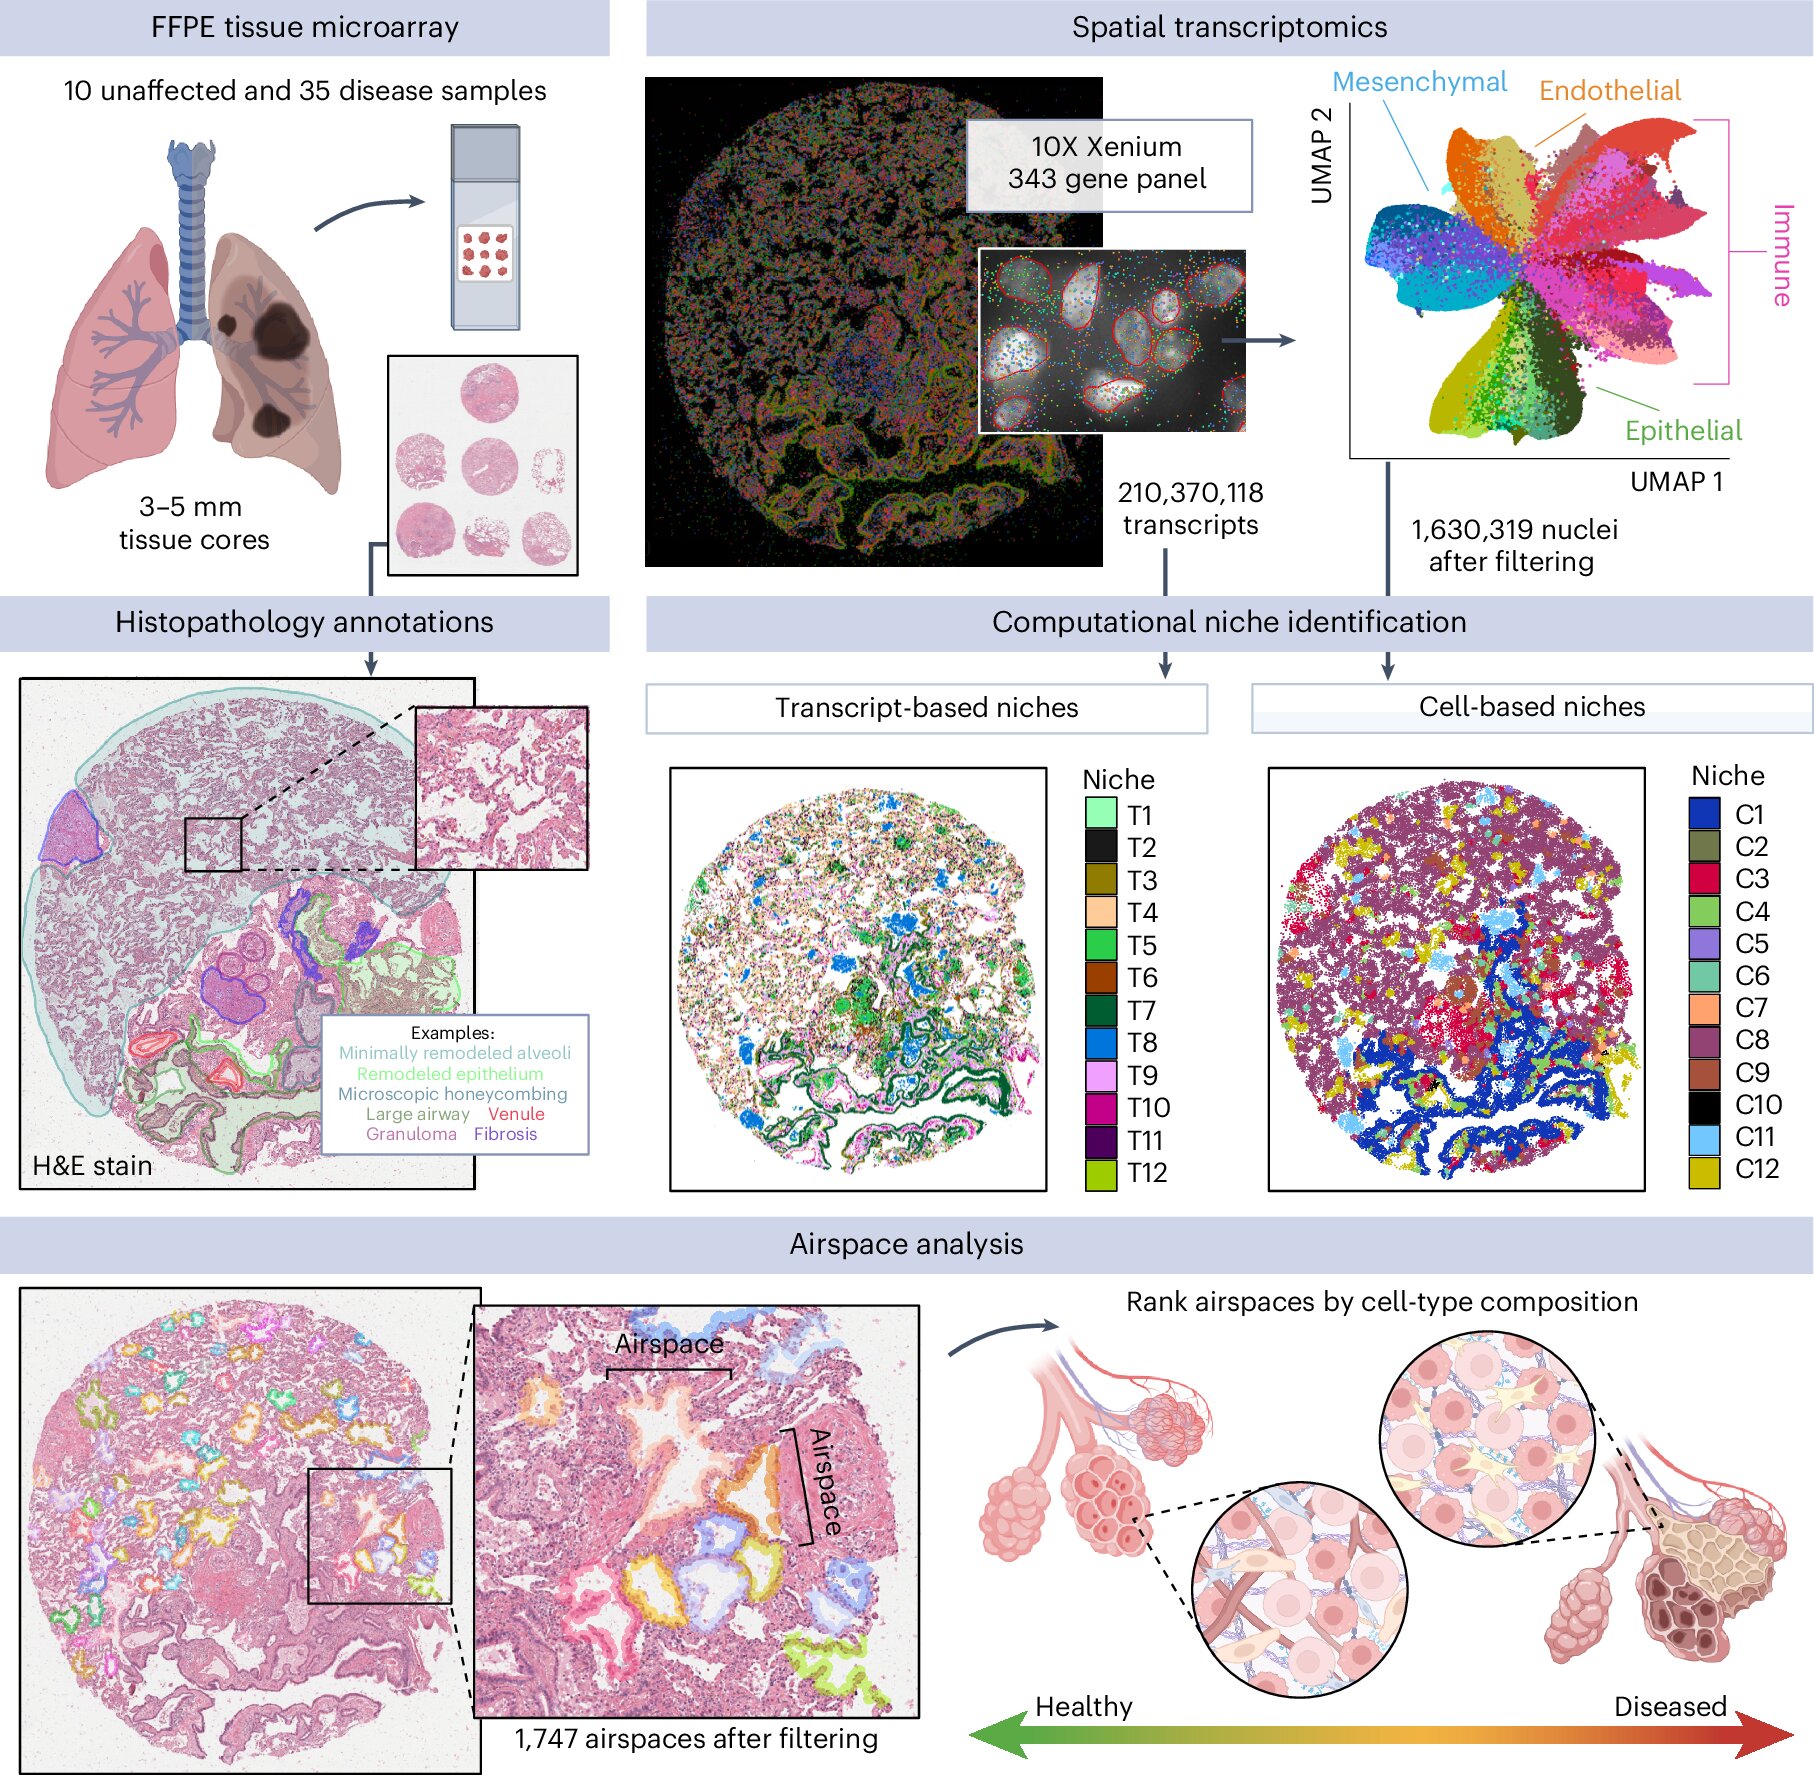 FFPE tissue microarray
10 unaffected and 35 disease samples
3–5 mm
tissue cores
Spatial transcriptomics
10X Xenium
343 gene panel
Mesenchymal
Endothelial
Immune
Epithelial
UMAP 2
UMAP 1
210,370,118
transcripts
1,630,319 nuclei
after filtering
Histopathology annotations
Examples:
Minimally remodeled alveoli
Remodeled epithelium
Microscopic honeycombing
Large airway Venule
Granuloma Fibrosis
H&E stain
Computational niche identification
Transcript-based niches
Niche
T1
T2
T3
T4
T5
T6
T7
T8
T9
T10
T11
T12
Cell-based niches
Niche
C1
C2
C3
C4
C5
C6
C7
C8
C9
C10
C11
C12
Airspace analysis
Airspace
Airspace
1,747 airspaces after filtering
Rank airspaces by cell-type composition
Healthy
Diseased